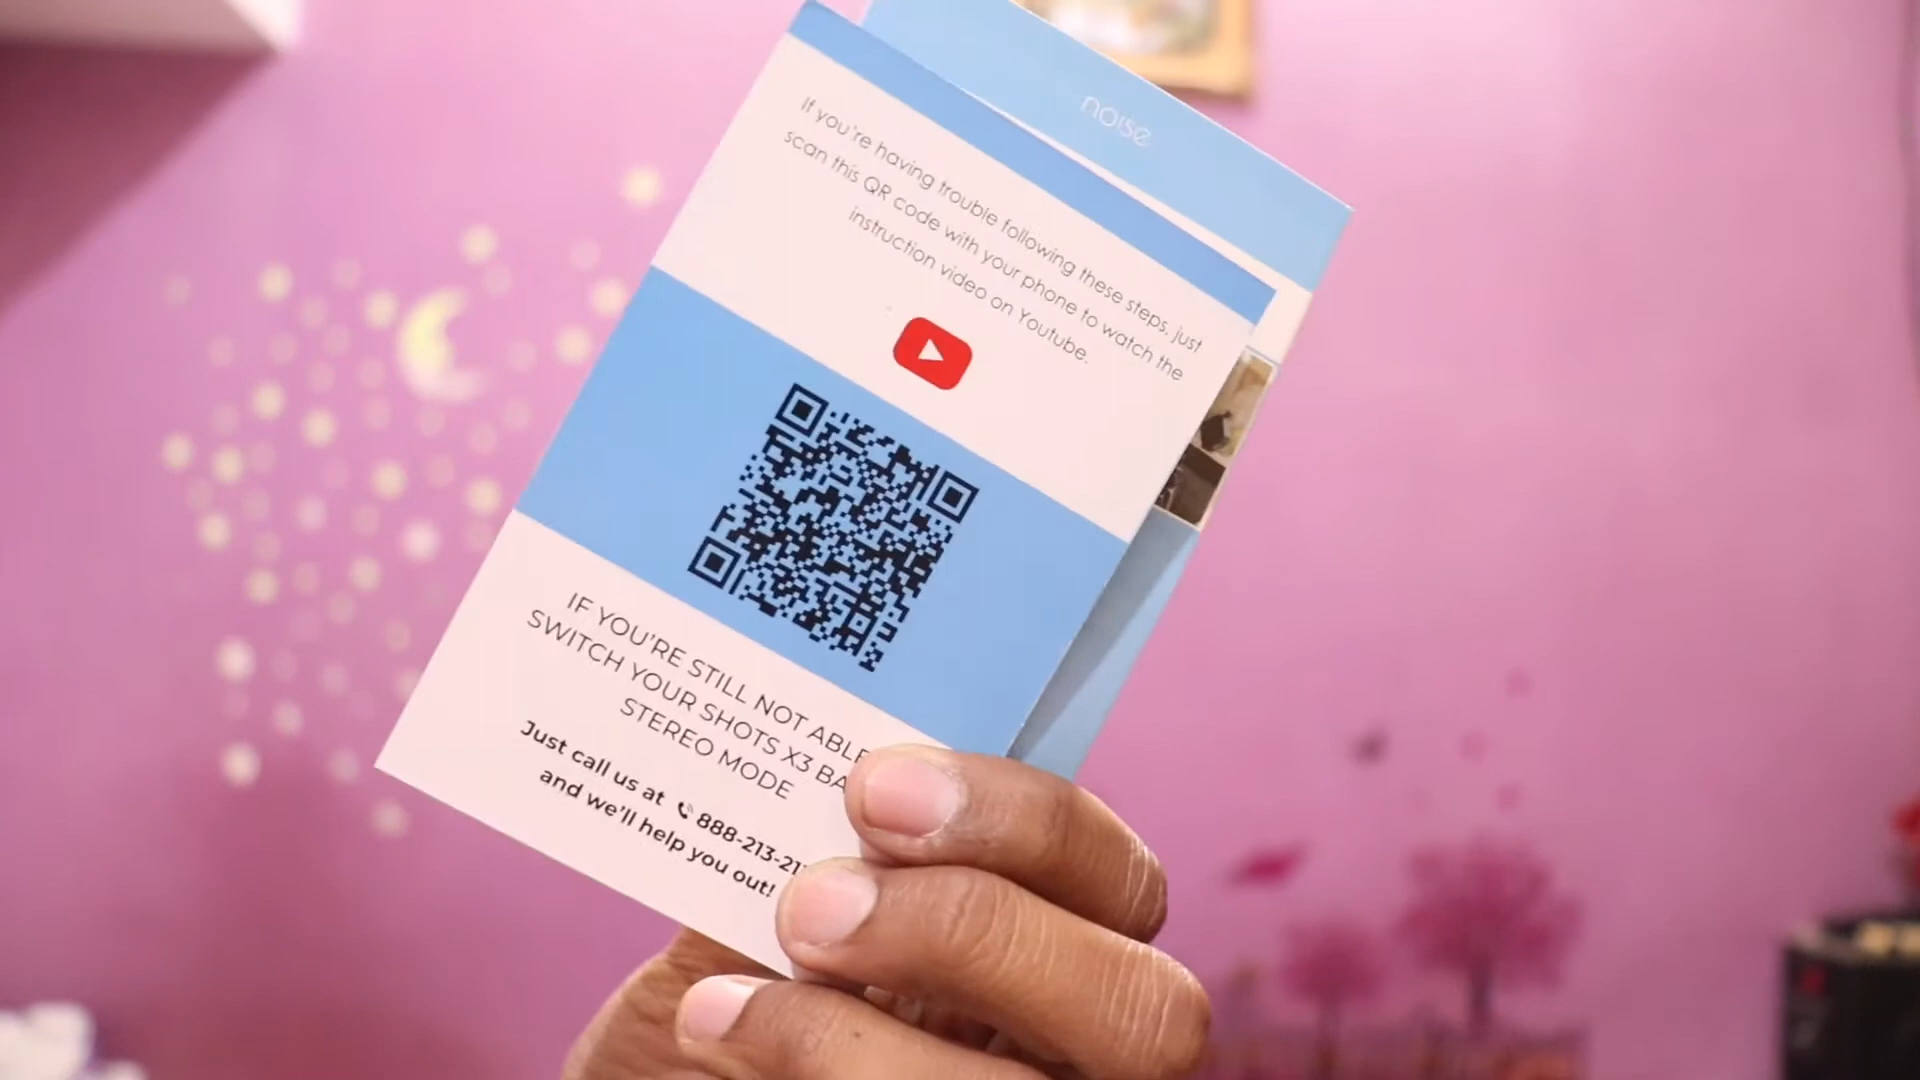 noise
If you're having trouble following these steps, just
scan this QR code with your phone to watch the
instruction video on Youtube.
IF YOU'RE STILL NOT ABLE
SWITCH YOUR SHOTS X3 BA
STEREO MODE
Just call us at 888-213-21
and we'll help you out!